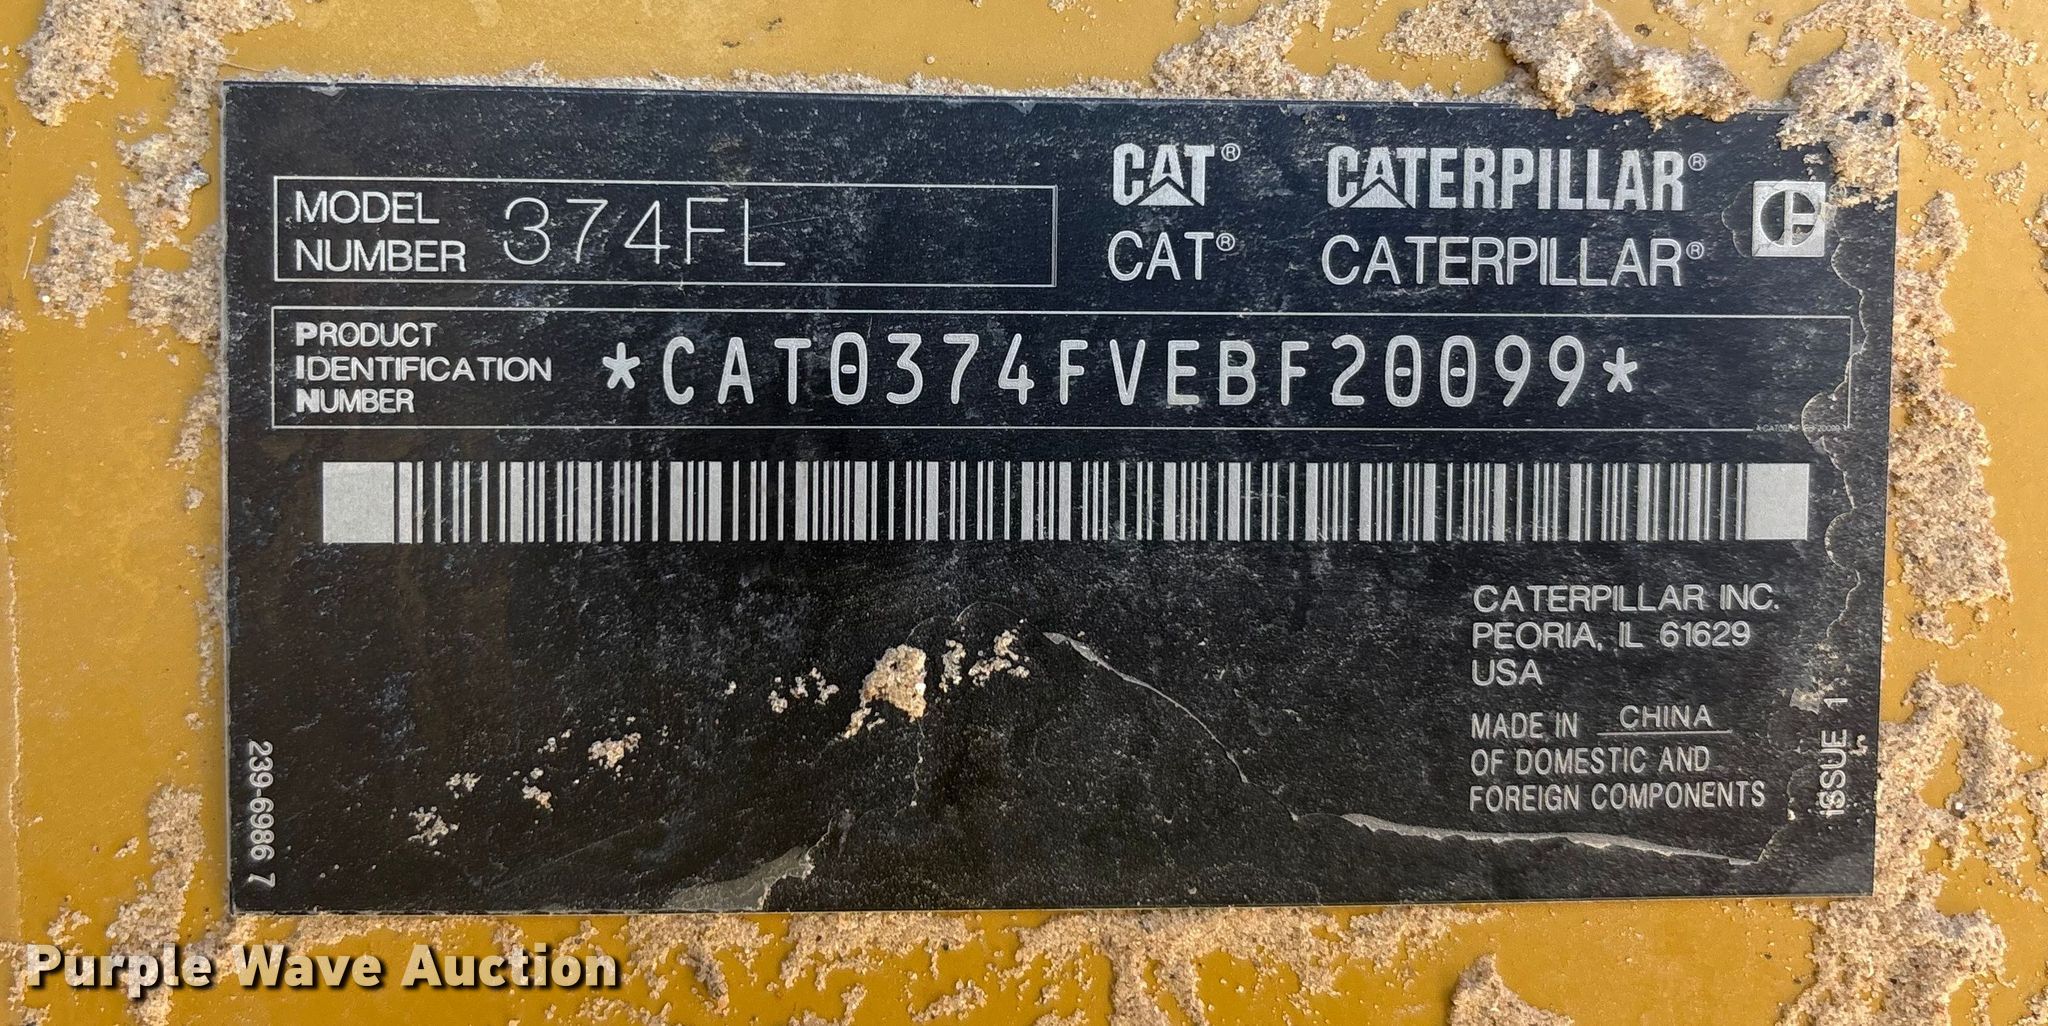 MODEL
NUMBER 374FL
CAT® CATERPILLAR®
CAT® CATERPILLAR®
PRODUCT
IDENTIFICATION
NUMBER
*CAT0374FVEBF20099*
CATERPILLAR INC.
PEORIA, IL 61629
USA
MADE IN CHINA
OF DOMESTIC AND
FOREIGN COMPONENTS
ISSUE 1
239-6986 7
Purple Wave Auction